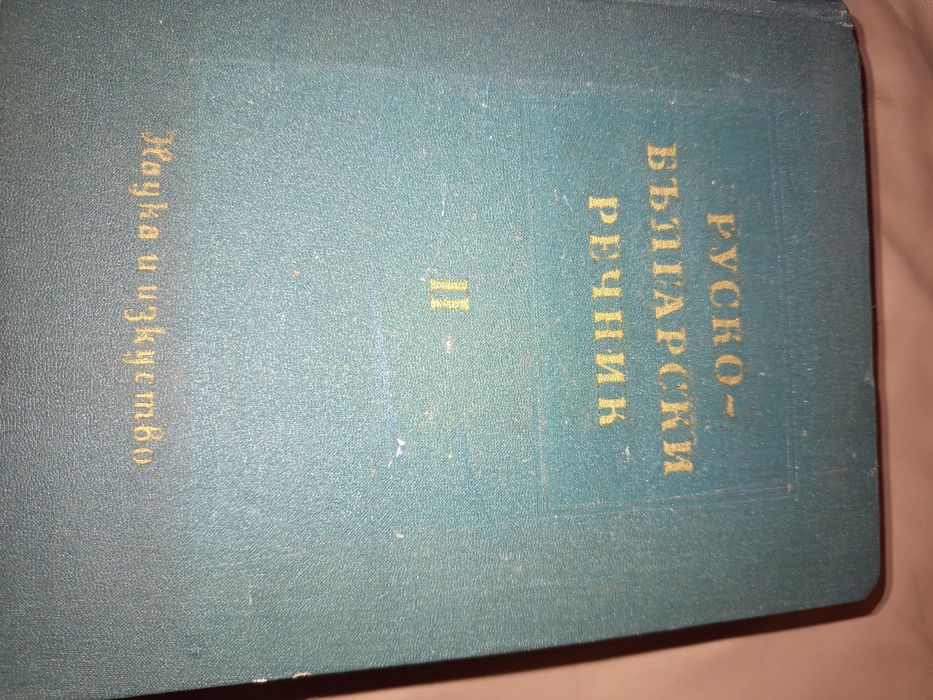 РУСКО-
БЪЛГАРСКИ
РЕЧНИК
II
Наука и изкуство